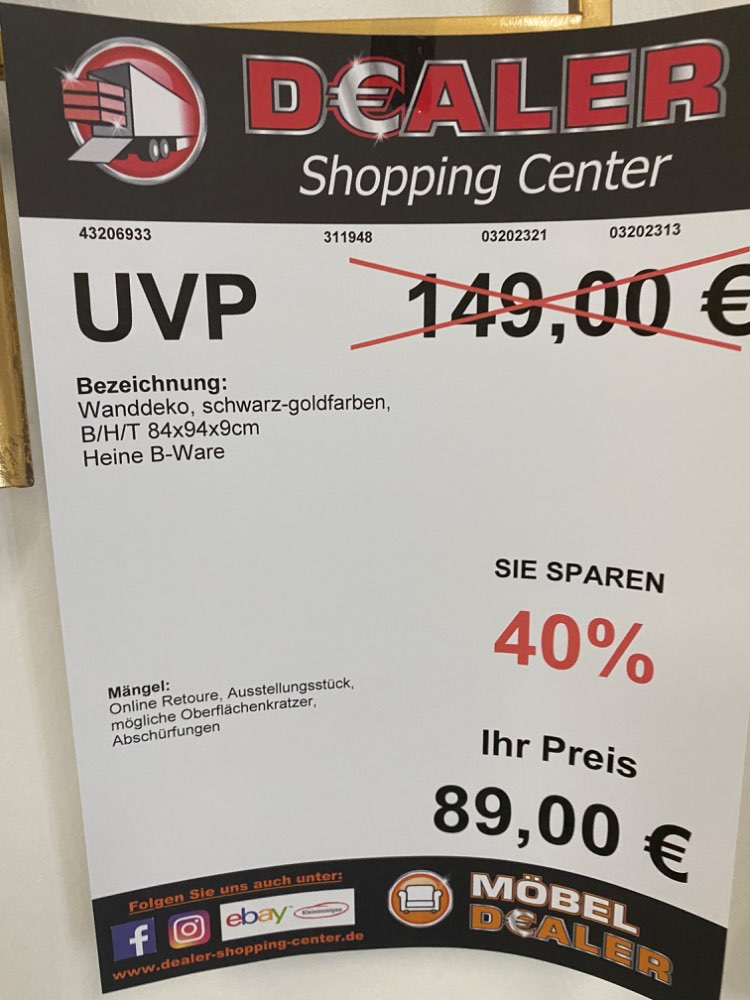 D€ALER
Shopping Center
43206933 311948 03202321 03202313
UVP 149,00 €
Bezeichnung:
Wanddeko, schwarz-goldfarben,
B/H/T 84x94x9cm
Heine B-Ware
SIE SPAREN
40%
Mängel:
Online Retoure, Ausstellungsstück,
mögliche Oberflächenkratzer,
Abschürfungen
Ihr Preis
89,00 €
Folgen Sie uns auch unter:
f ebay Kleinanzeigen
www.dealer-shopping-center.de
MÖBEL
D€ALER